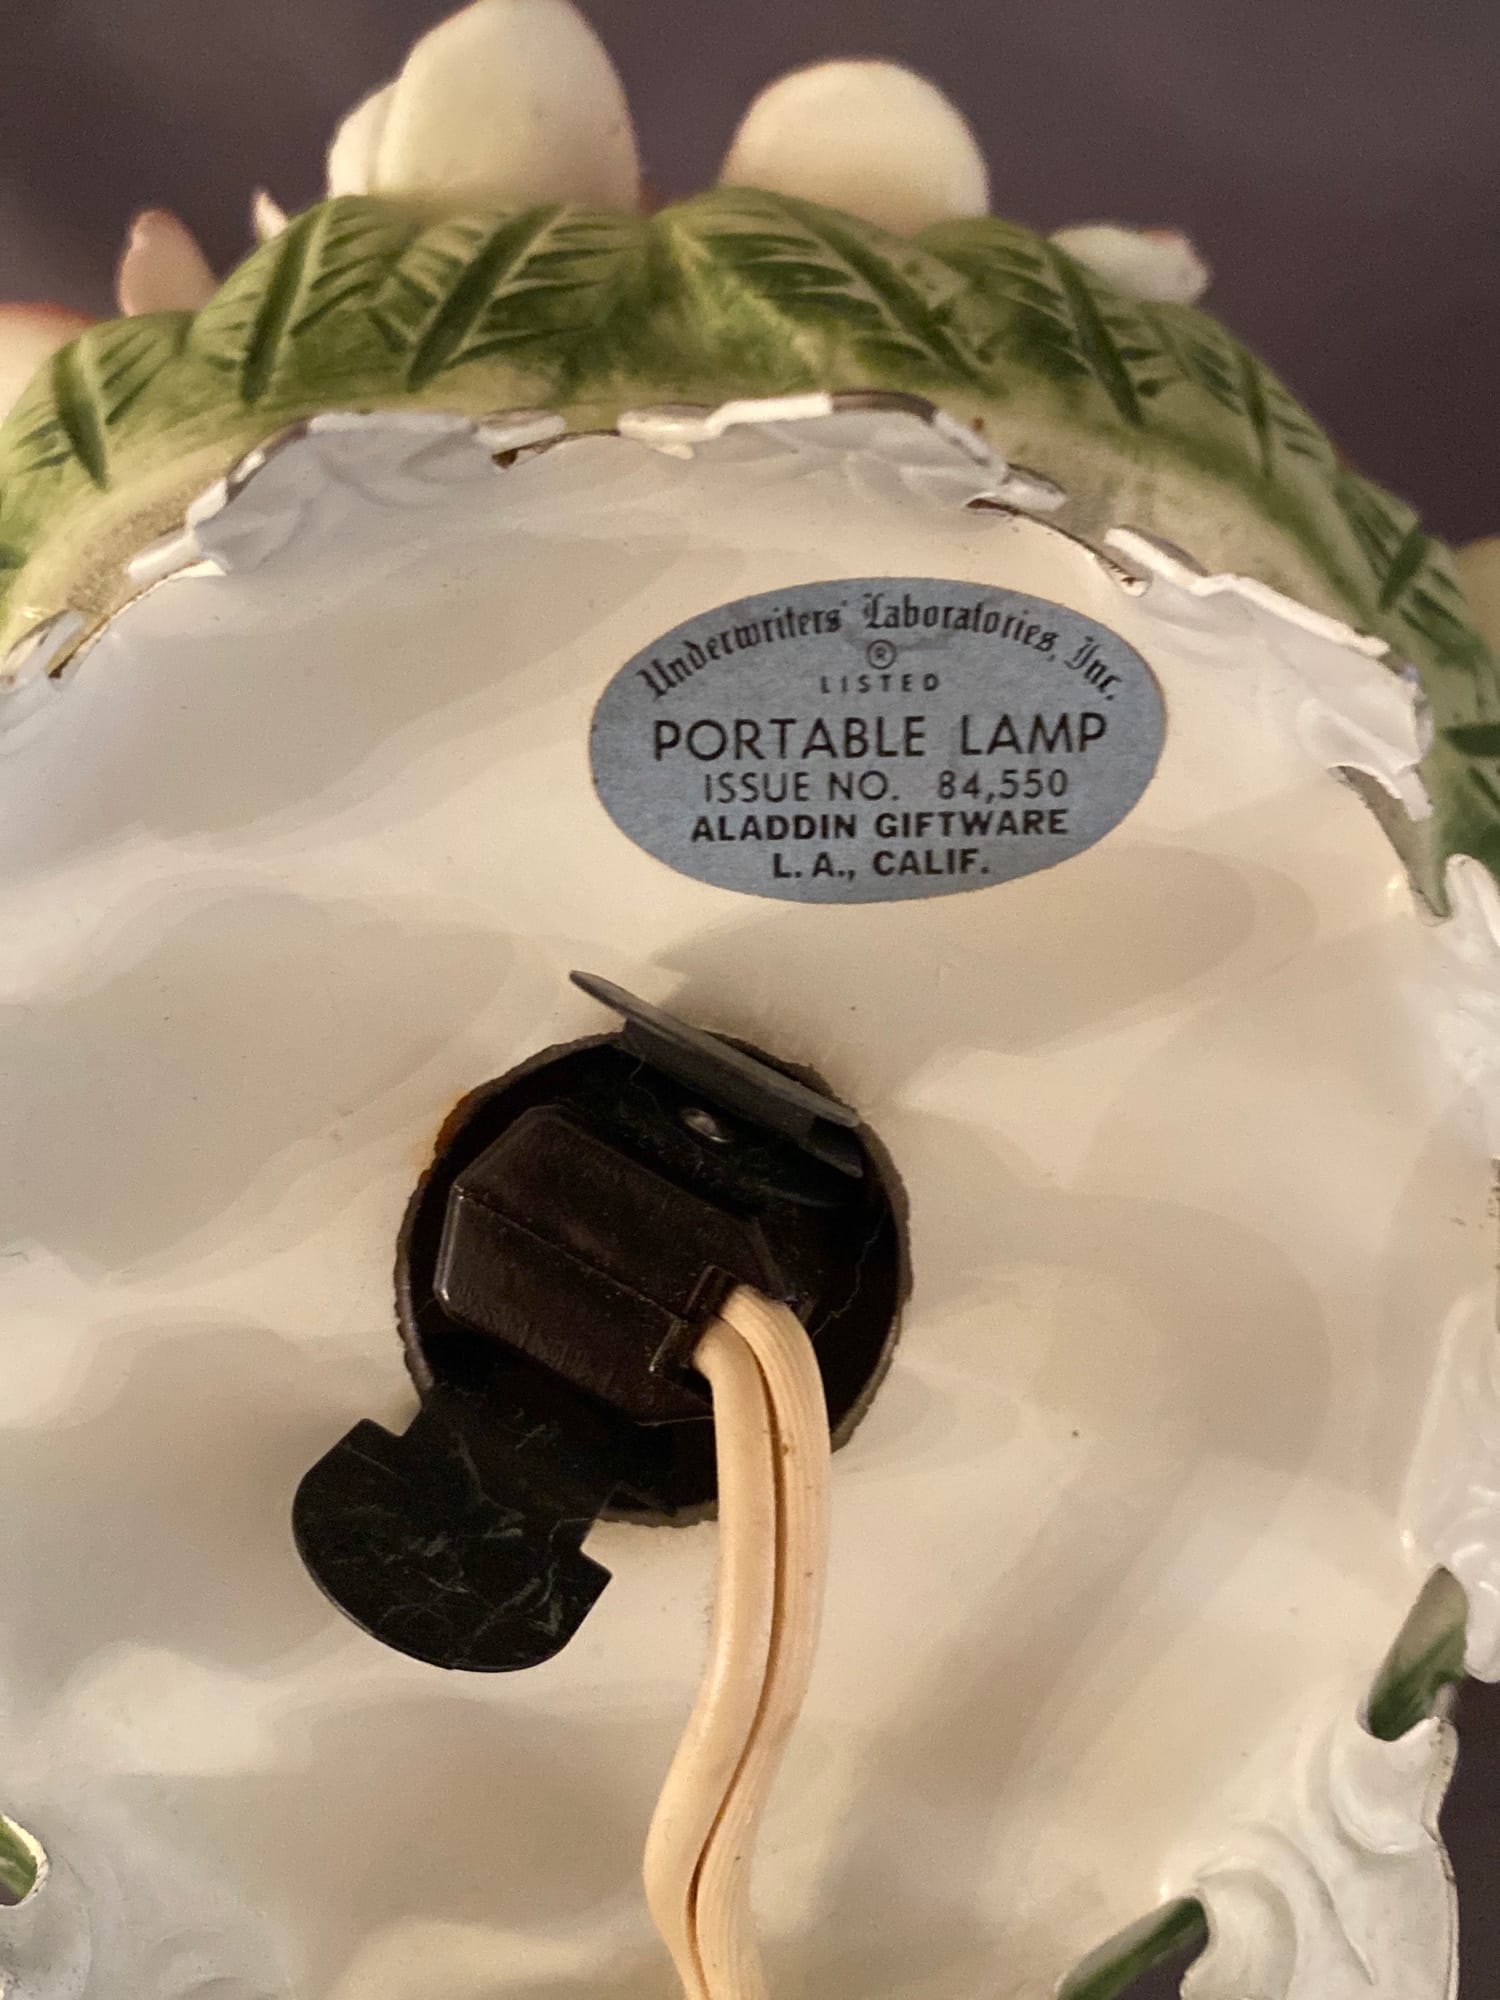 Underwriters' Laboratories, Inc.
®
LISTED
PORTABLE LAMP
ISSUE NO. 84,550
ALADDIN GIFTWARE
L. A., CALIF.